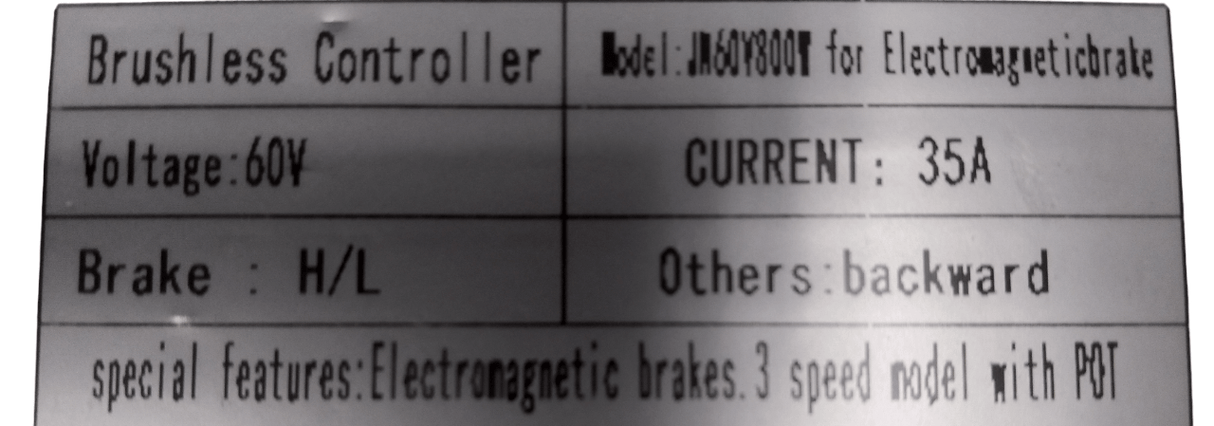 Brushless Controller
Model:JM60V800W for Electromagneticbrake
Voltage:60V
CURRENT: 35A
Brake : H/L
Others:backward
special features:Electromagnetic brakes.3 speed model with POT